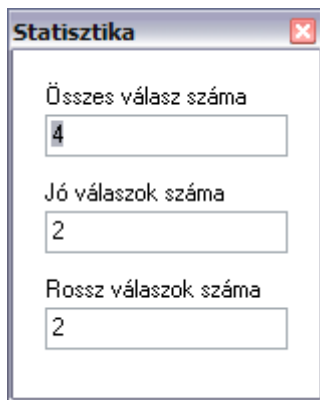 Statisztika
Összes válasz száma
4
Jó válaszok száma
2
Rossz válaszok száma
2